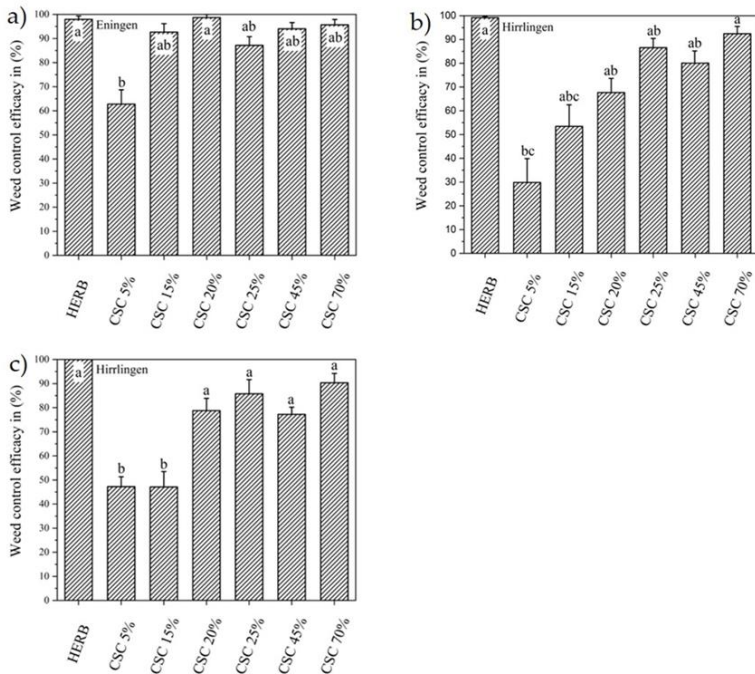 a)
Weed control efficacy in (%)
100
90
80
70
60
50
40
30
20
10
0
Eningen
a
b
ab
a
ab
ab
ab
HERB
CSC 5%
CSC 15%
CSC 20%
CSC 25%
CSC 45%
CSC 70%
b)
Weed control efficacy in (%)
100
90
80
70
60
50
40
30
20
10
0
Hirrlingen
a
bc
abc
ab
ab
ab
a
HERB
CSC 5%
CSC 15%
CSC 20%
CSC 25%
CSC 45%
CSC 70%
c)
Weed control efficacy in (%)
100
90
80
70
60
50
40
30
20
10
0
Hirrlingen
a
b
b
a
a
a
a
HERB
CSC 5%
CSC 15%
CSC 20%
CSC 25%
CSC 45%
CSC 70%